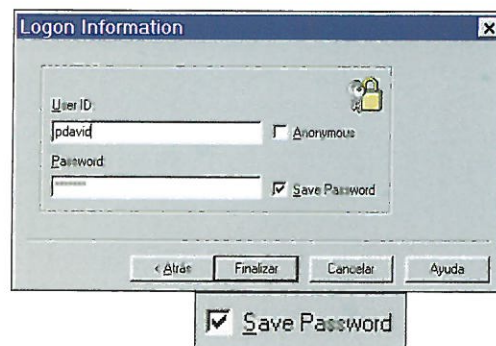 Logon Information
User ID:
pdavid
Anonymous
Password:
*******
Save Password
< Atrás Finalizar Cancelar Ayuda
Save Password